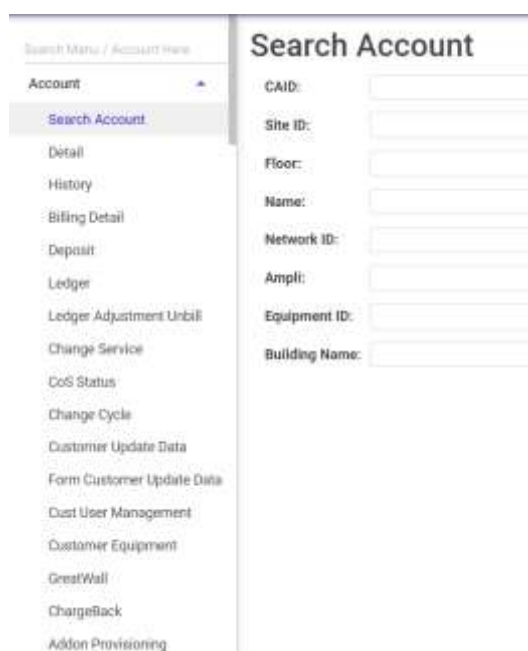 Search Menu / Account Here
Account
Search Account
Detail
History
Billing Detail
Deposit
Ledger
Ledger Adjustment Unbill
Change Service
CoS Status
Change Cycle
Customer Update Data
Form Customer Update Data
Cust User Management
Customer Equipment
GreatWall
ChargeBack
Addon Provisioning
Search Account
CAID:
Site ID:
Floor:
Name:
Network ID:
Ampli:
Equipment ID:
Building Name: